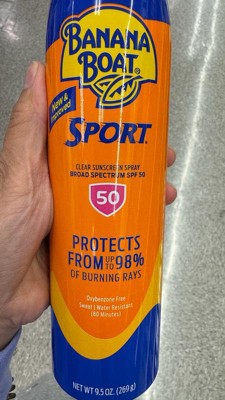 BANANA
BOAT
New &
Improved
SPORT
CLEAR SUNSCREEN SPRAY
BROAD SPECTRUM SPF 50
50
PROTECTS
FROM UP TO 98%
OF BURNING RAYS
Oxybenzone Free
Sweat | Water Resistant
(80 Minutes)
NET WT 9.5 OZ. (269 g)